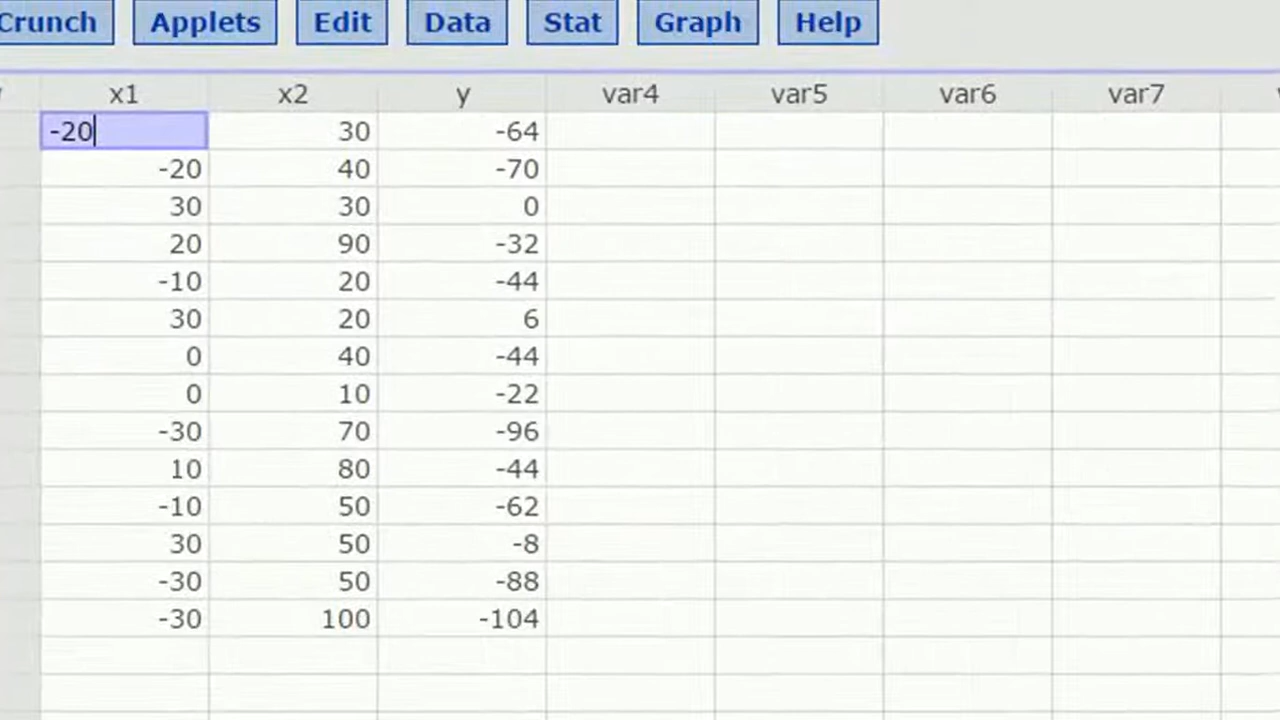 Crunch Applets Edit Data Stat Graph Help
x1 x2 y var4 var5 var6 var7
-20 30 -64
-20 40 -70
30 30 0
20 90 -32
-10 20 -44
30 20 6
0 40 -44
0 10 -22
-30 70 -96
10 80 -44
-10 50 -62
30 50 -8
-30 50 -88
-30 100 -104